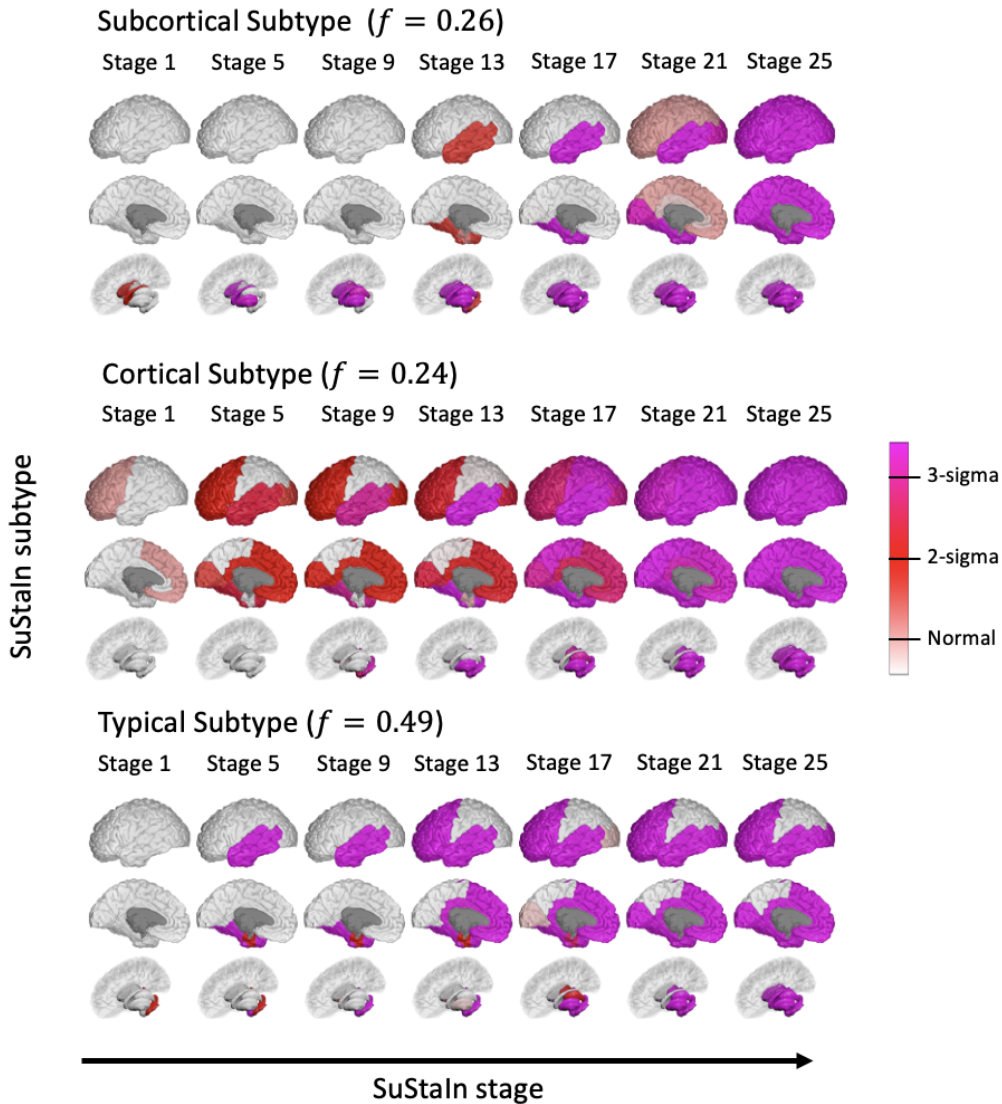 Subcortical Subtype (f = 0.26)
Stage 1 Stage 5 Stage 9 Stage 13 Stage 17 Stage 21 Stage 25
Cortical Subtype (f = 0.24)
Stage 1 Stage 5 Stage 9 Stage 13 Stage 17 Stage 21 Stage 25
SuStaIn subtype
3-sigma
2-sigma
Normal
Typical Subtype (f = 0.49)
Stage 1 Stage 5 Stage 9 Stage 13 Stage 17 Stage 21 Stage 25
SuStaIn stage